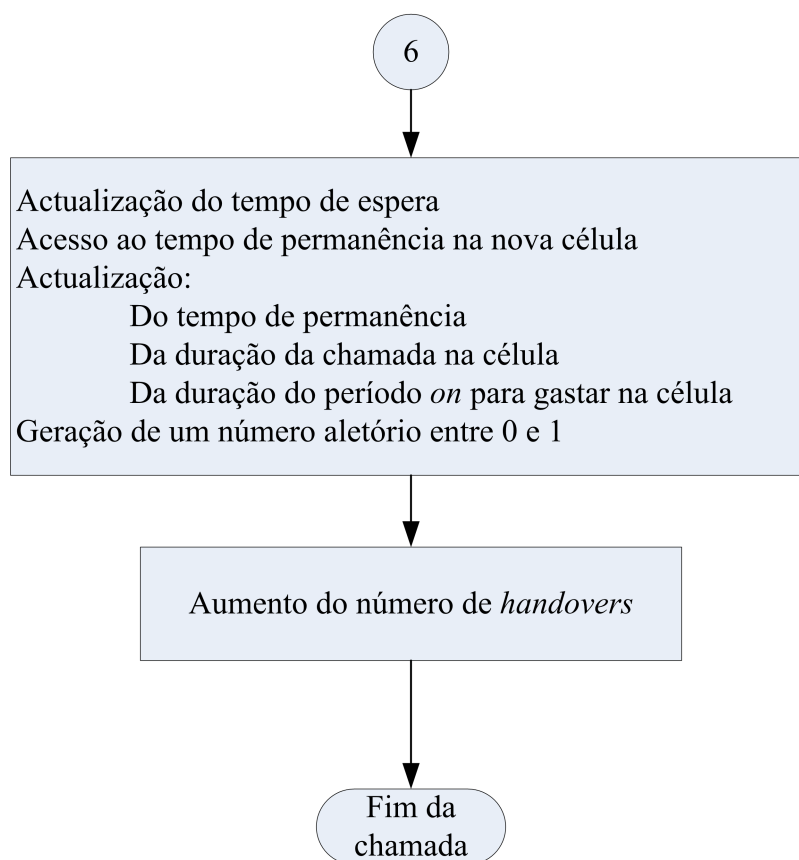 6
Actualização do tempo de espera
Acesso ao tempo de permanência na nova célula
Actualização:
Do tempo de permanência
Da duração da chamada na célula
Da duração do período on para gastar na célula
Geração de um número aletório entre 0 e 1
Aumento do número de handovers
Fim da
chamada